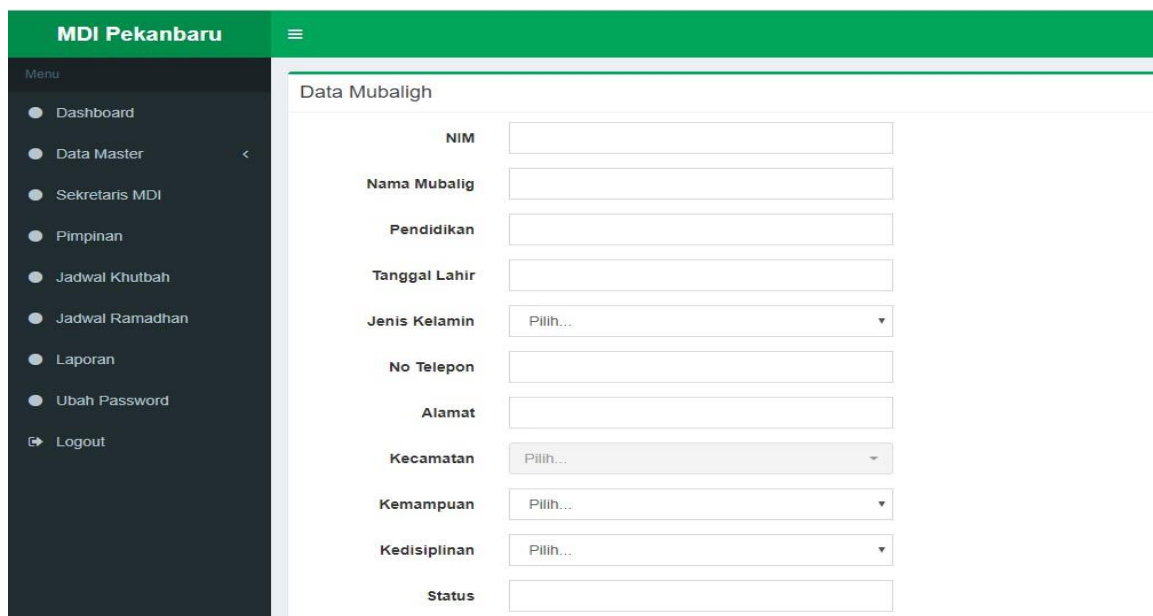 MDI Pekanbaru
Menu
Dashboard
Data Master
Sekretaris MDI
Pimpinan
Jadwal Khutbah
Jadwal Ramadhan
Laporan
Ubah Password
Logout
Data Mubaligh
NIM
Nama Mubalig
Pendidikan
Tanggal Lahir
Jenis Kelamin Pilih...
No Telepon
Alamat
Kecamatan Pilih...
Kemampuan Pilih...
Kedisiplinan Pilih...
Status